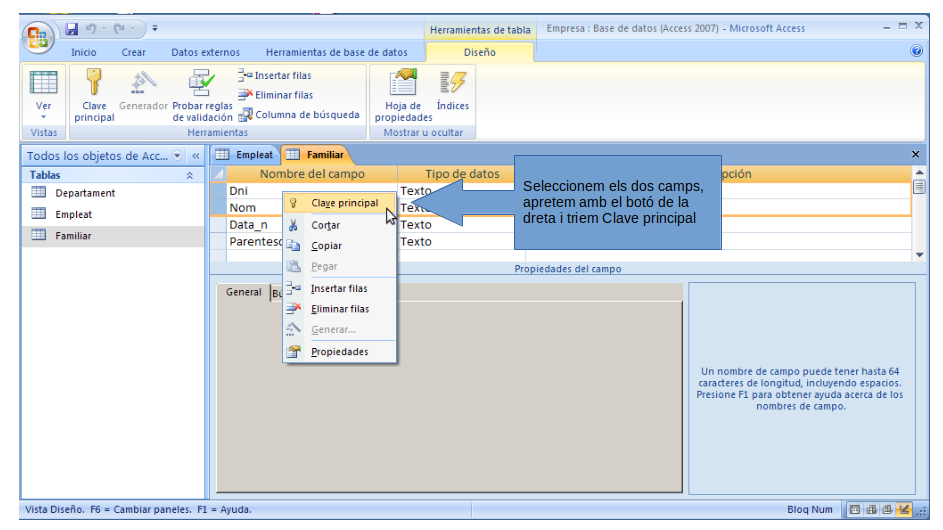 Herramientas de tabla
Empresa : Base de datos (Access 2007) - Microsoft Access
Inicio
Crear
Datos externos
Herramientas de base de datos
Diseño
Ver
Clave principal
Generador
Probar reglas de validación
Insertar filas
Eliminar filas
Columna de búsqueda
Hoja de propiedades
Índices
Vistas
Herramientas
Mostrar u ocultar
Todos los objetos de Acc...
Tablas
Departament
Empleat
Familiar
Empleat
Familiar
Nombre del campo
Tipo de datos
pción
Dni
Texto
Nom
Texto
Data_n
Texto
Parentesc
Texto
Clave principal
Cortar
Copiar
Pegar
Insertar filas
Eliminar filas
Generar...
Propiedades
Seleccionem els dos camps,
apretem amb el botó de la
dreta i triem Clave principal
Propiedades del campo
General
Bú
Un nombre de campo puede tener hasta 64
caracteres de longitud, incluyendo espacios.
Presione F1 para obtener ayuda acerca de los
nombres de campo.
Vista Diseño. F6 = Cambiar paneles. F1 = Ayuda.
Bloq Num